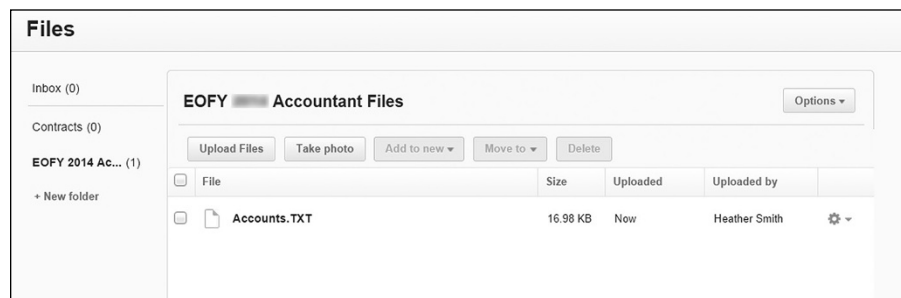 Files
Inbox (0)
Contracts (0)
EOFY 2014 Ac... (1)
+ New folder
EOFY Accountant Files
Options
Upload Files Take photo Add to new Move to Delete
File Size Uploaded Uploaded by
Accounts.TXT 16.98 KB Now Heather Smith